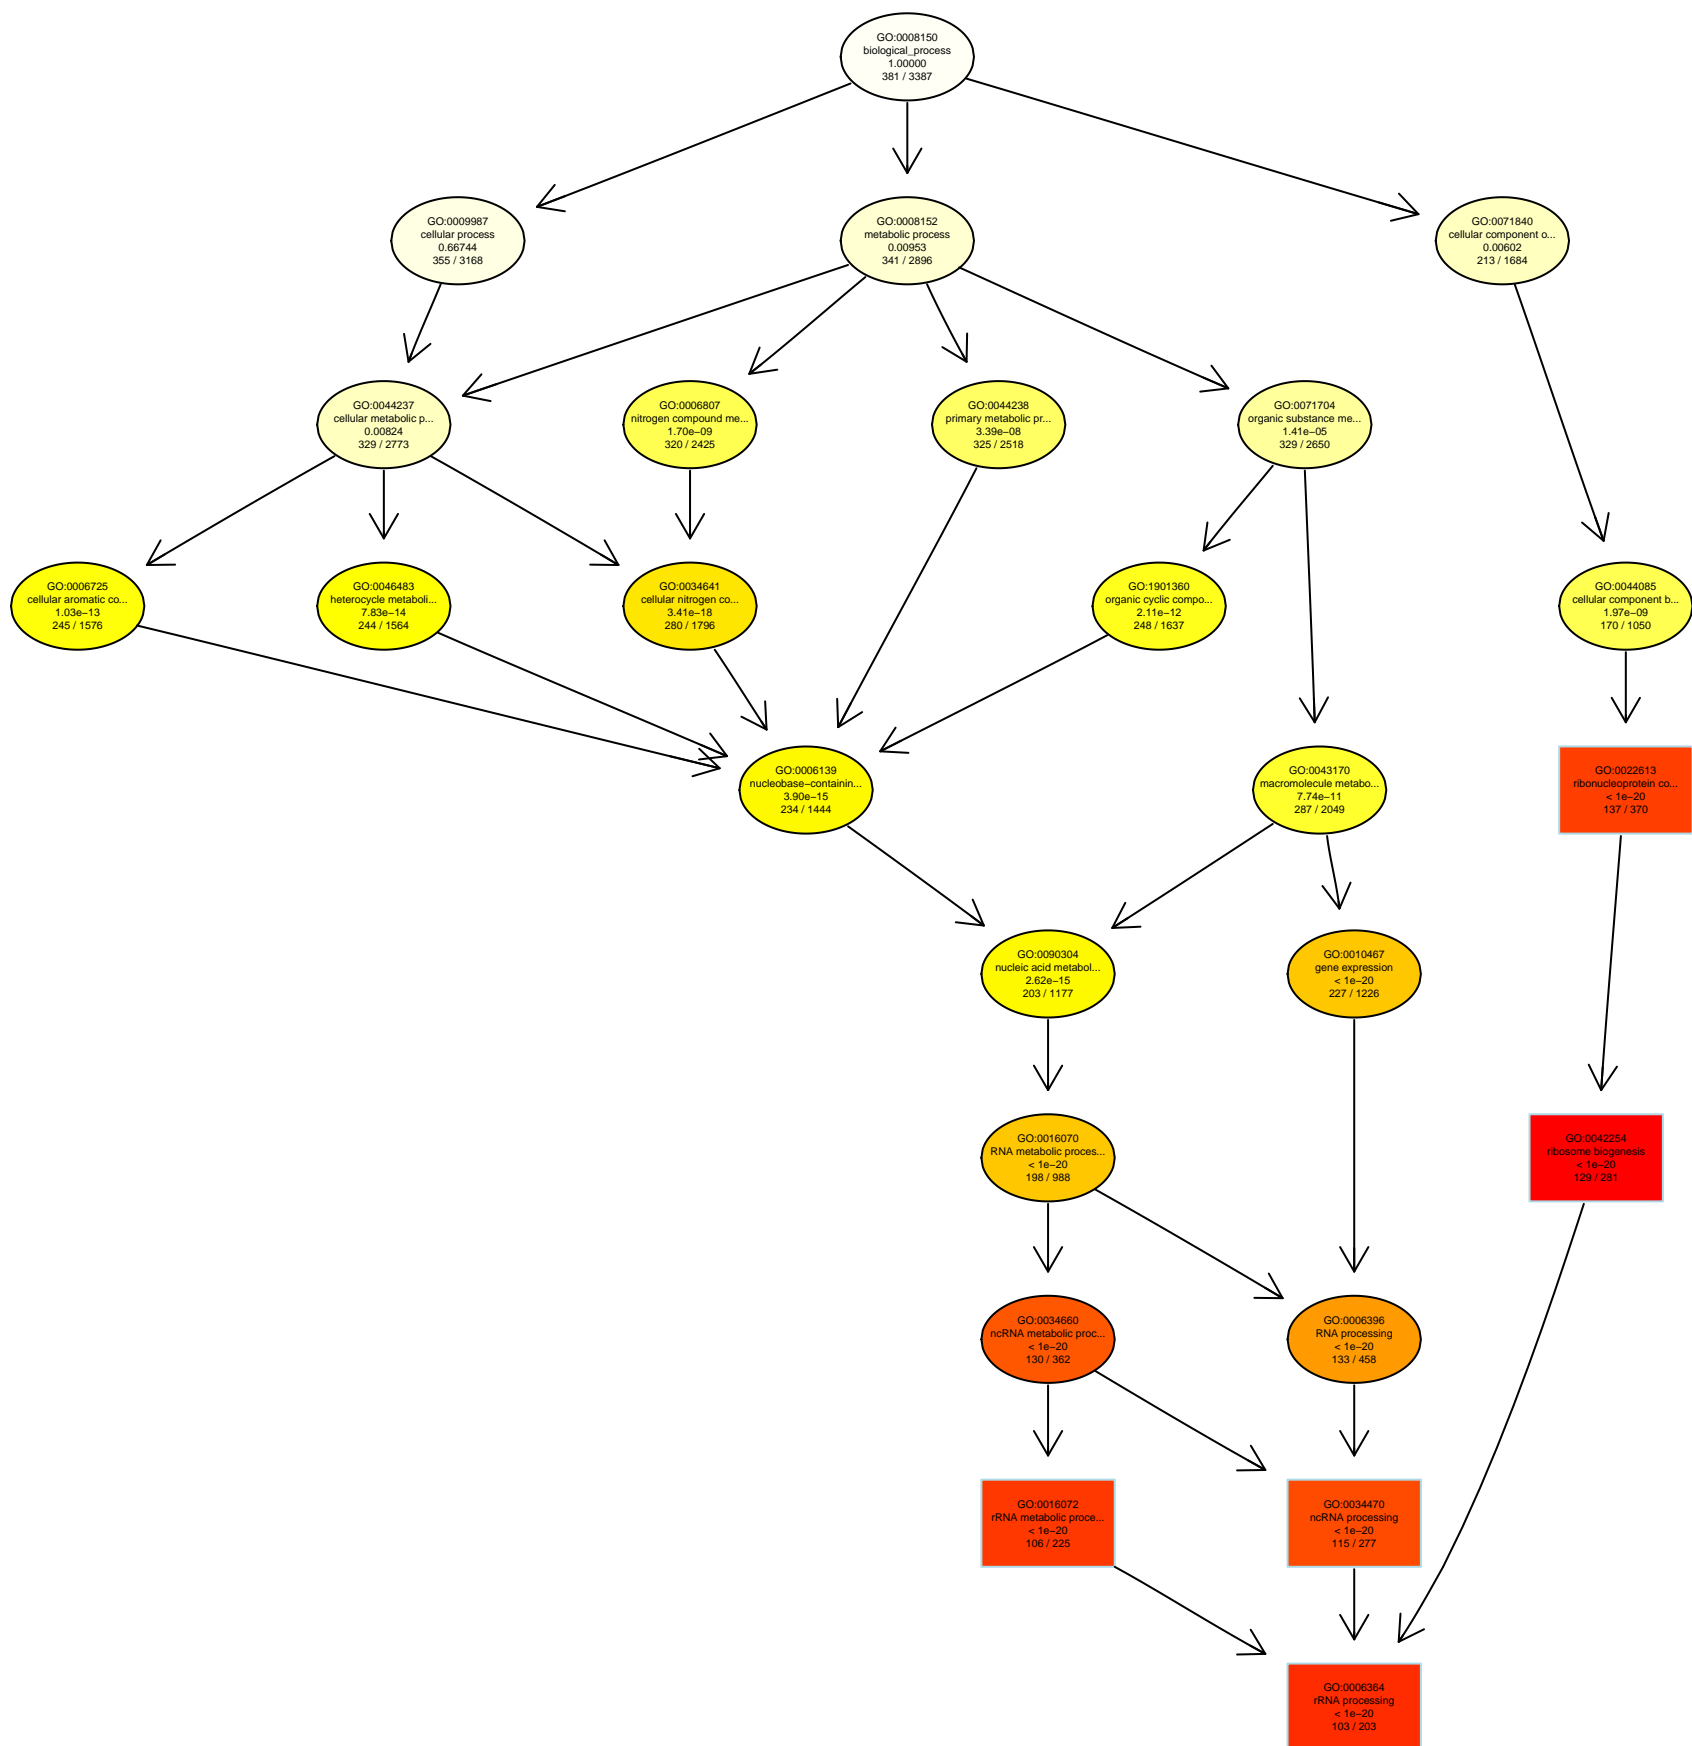 GO:0008150
biological_process
1.00000
381 / 3387
GO:0009987
cellular process
0.66744
355 / 3168
GO:0008152
metabolic process
0.00953
341 / 2896
GO:0071840
cellular component o...
0.00602
213 / 1684
GO:0044237
cellular metabolic p...
0.00824
329 / 2773
GO:0006807
nitrogen compound me...
1.70e−09
320 / 2425
GO:0044238
primary metabolic pr...
3.39e−08
325 / 2518
GO:0071704
organic substance me...
1.41e−05
329 / 2650
GO:0006725
cellular aromatic co...
1.03e−13
245 / 1576
GO:0046483
heterocycle metaboli...
7.83e−14
244 / 1564
GO:0034641
cellular nitrogen co...
3.41e−18
280 / 1796
GO:1901360
organic cyclic compo...
2.11e−12
248 / 1637
GO:0044085
cellular component b...
1.97e−09
170 / 1050
GO:0006139
nucleobase−containin...
3.90e−15
234 / 1444
GO:0043170
macromolecule metabo...
7.74e−11
287 / 2049
GO:0022613
ribonucleoprotein co...
< 1e−20
137 / 370
GO:0090304
nucleic acid metabol...
2.62e−15
203 / 1177
GO:0010467
gene expression
< 1e−20
227 / 1226
GO:0016070
RNA metabolic proces...
< 1e−20
198 / 988
GO:0042254
ribosome biogenesis
< 1e−20
129 / 281
GO:0034660
ncRNA metabolic proc...
< 1e−20
130 / 362
GO:0006396
RNA processing
< 1e−20
133 / 458
GO:0016072
rRNA metabolic proce...
< 1e−20
106 / 225
GO:0034470
ncRNA processing
< 1e−20
115 / 277
GO:0006364
rRNA processing
< 1e−20
103 / 203